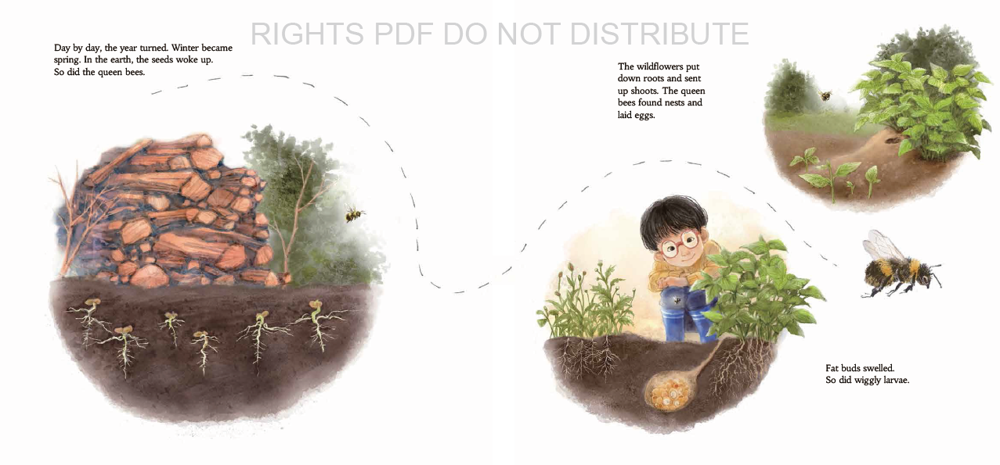 RIGHTS PDF DO NOT DISTRIBUTE
Day by day, the year turned. Winter became
spring. In the earth, the seeds woke up.
So did the queen bees.
The wildflowers put
down roots and sent
up shoots. The queen
bees found nests and
laid eggs.
Fat buds swelled.
So did wiggly larvae.